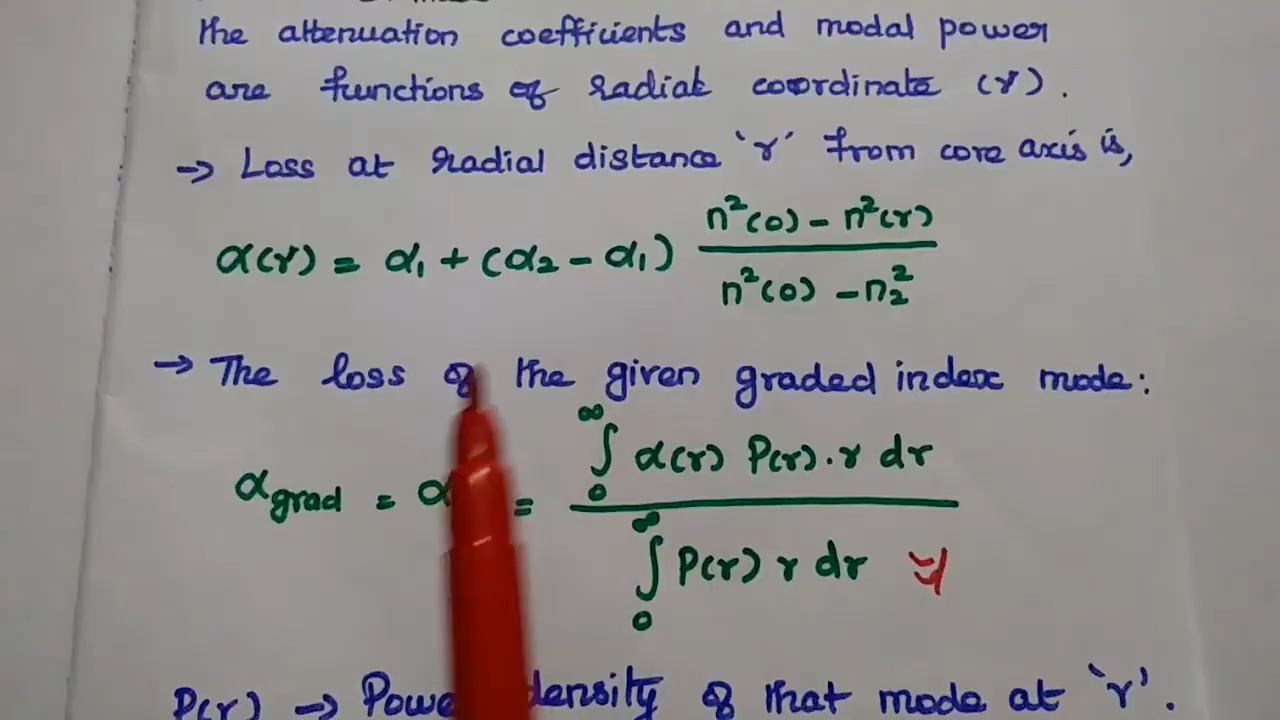 the attenuation coefficients and modal power
are functions of radial coordinate (r).
→ Loss at radial distance 'r' from core axis is,
α(r) = α₁ + (α₂ - α₁) (n²(0) - n²(r)) / (n²(0) - n₂²)
→ The loss of the given graded index mode:
α grad = α = ∫₀^∞ α(r) P(r).r dr / ∫₀^∞ P(r) r dr
P(r) → Power density of that mode at 'r'.